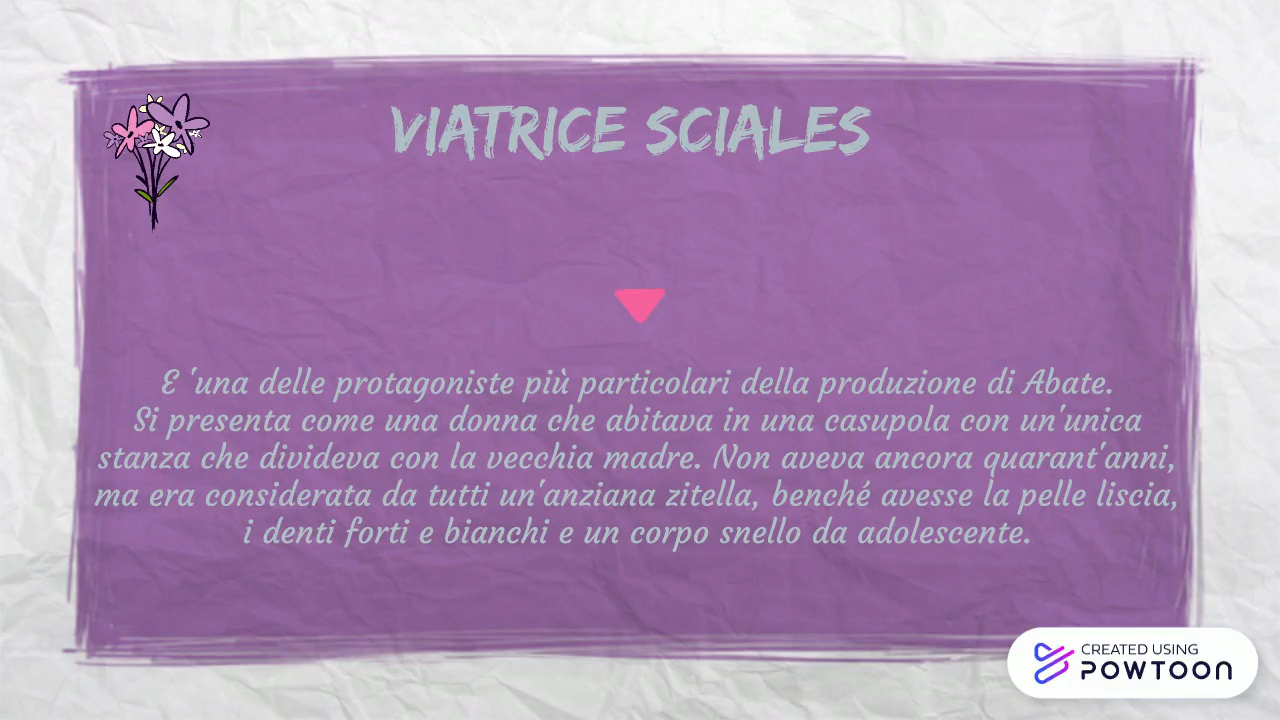 VIATRICE SCIALES
E 'una delle protagoniste più particolari della produzione di Abate.
Si presenta come una donna che abitava in una casupola con un'unica
stanza che divideva con la vecchia madre. Non aveva ancora quarant'anni,
ma era considerata da tutti un'anziana zitella, benché avesse la pelle liscia,
i denti forti e bianchi e un corpo snello da adolescente.
CREATED USING
POWTOON